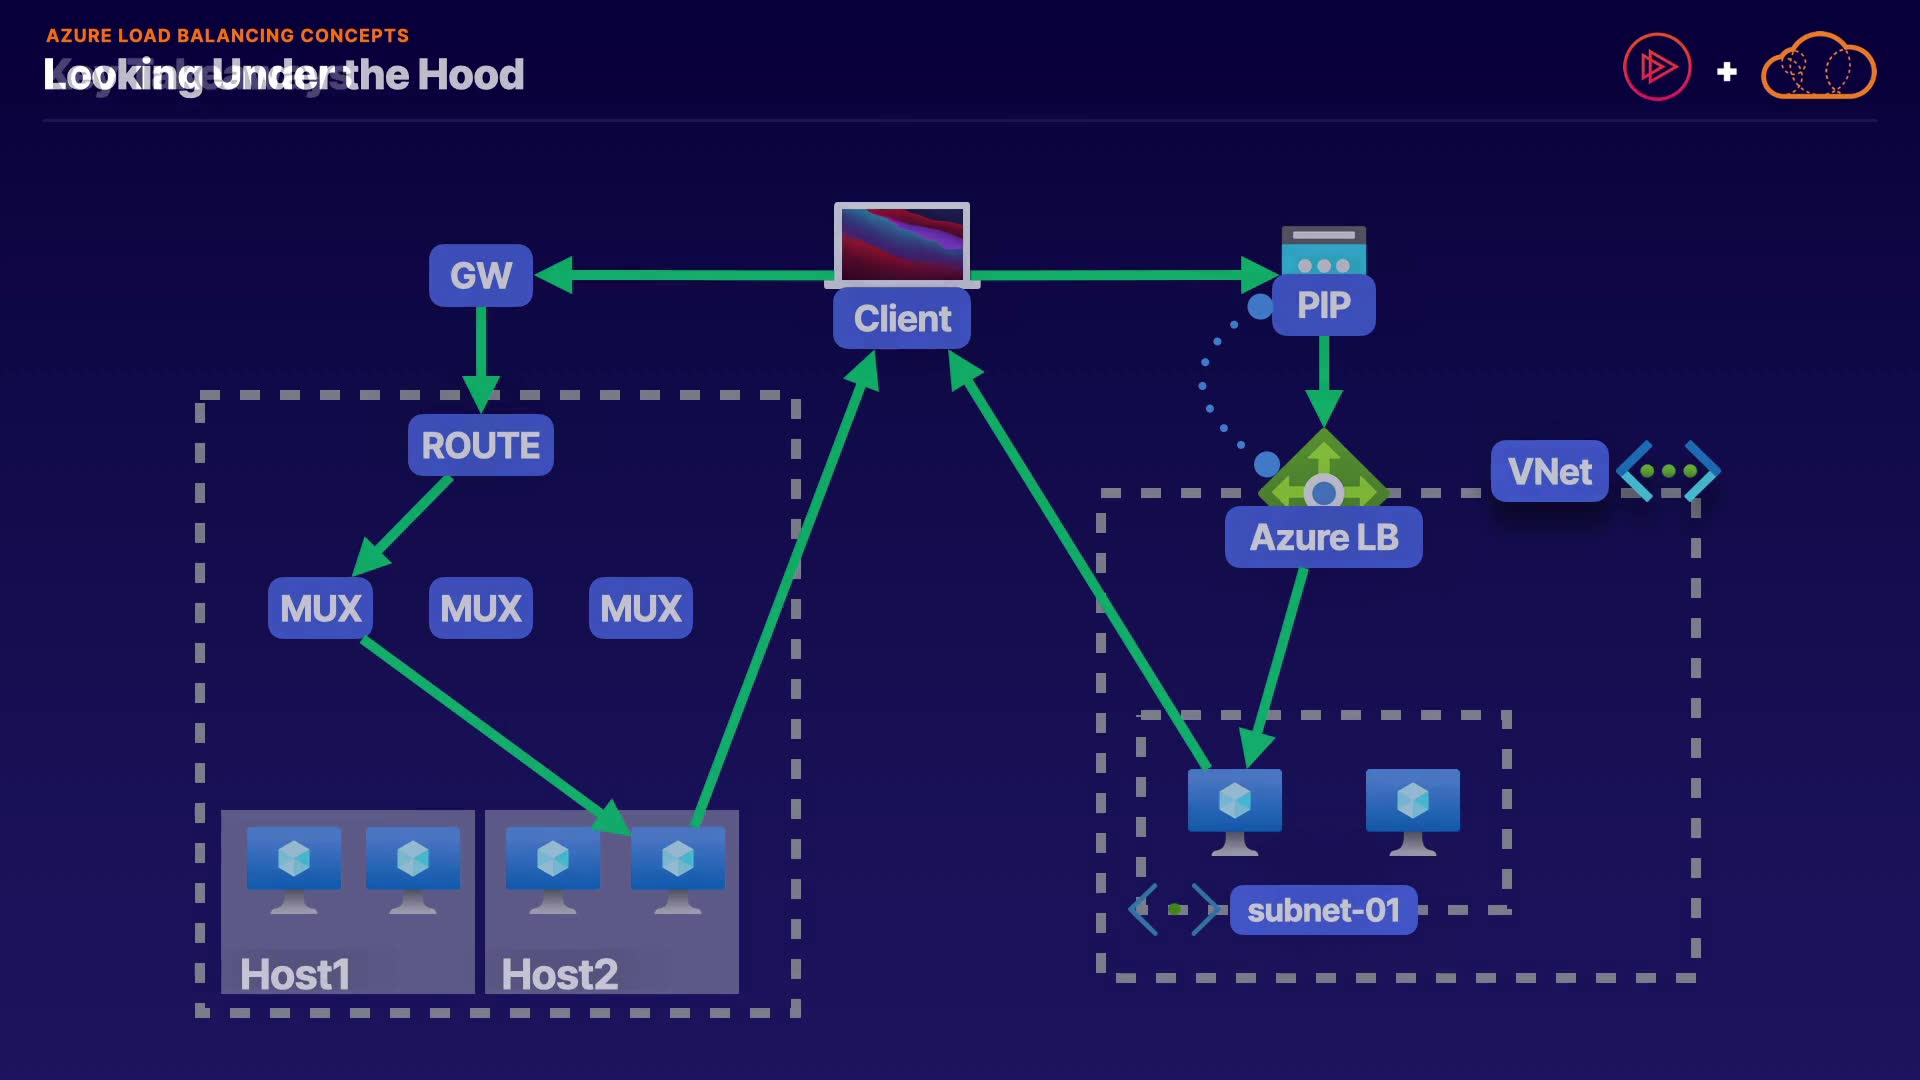 AZURE LOAD BALANCING CONCEPTS
Looking Under the Hood
GW
Client
PIP
ROUTE
VNet
Azure LB
MUX MUX MUX
subnet-01
Host1 Host2